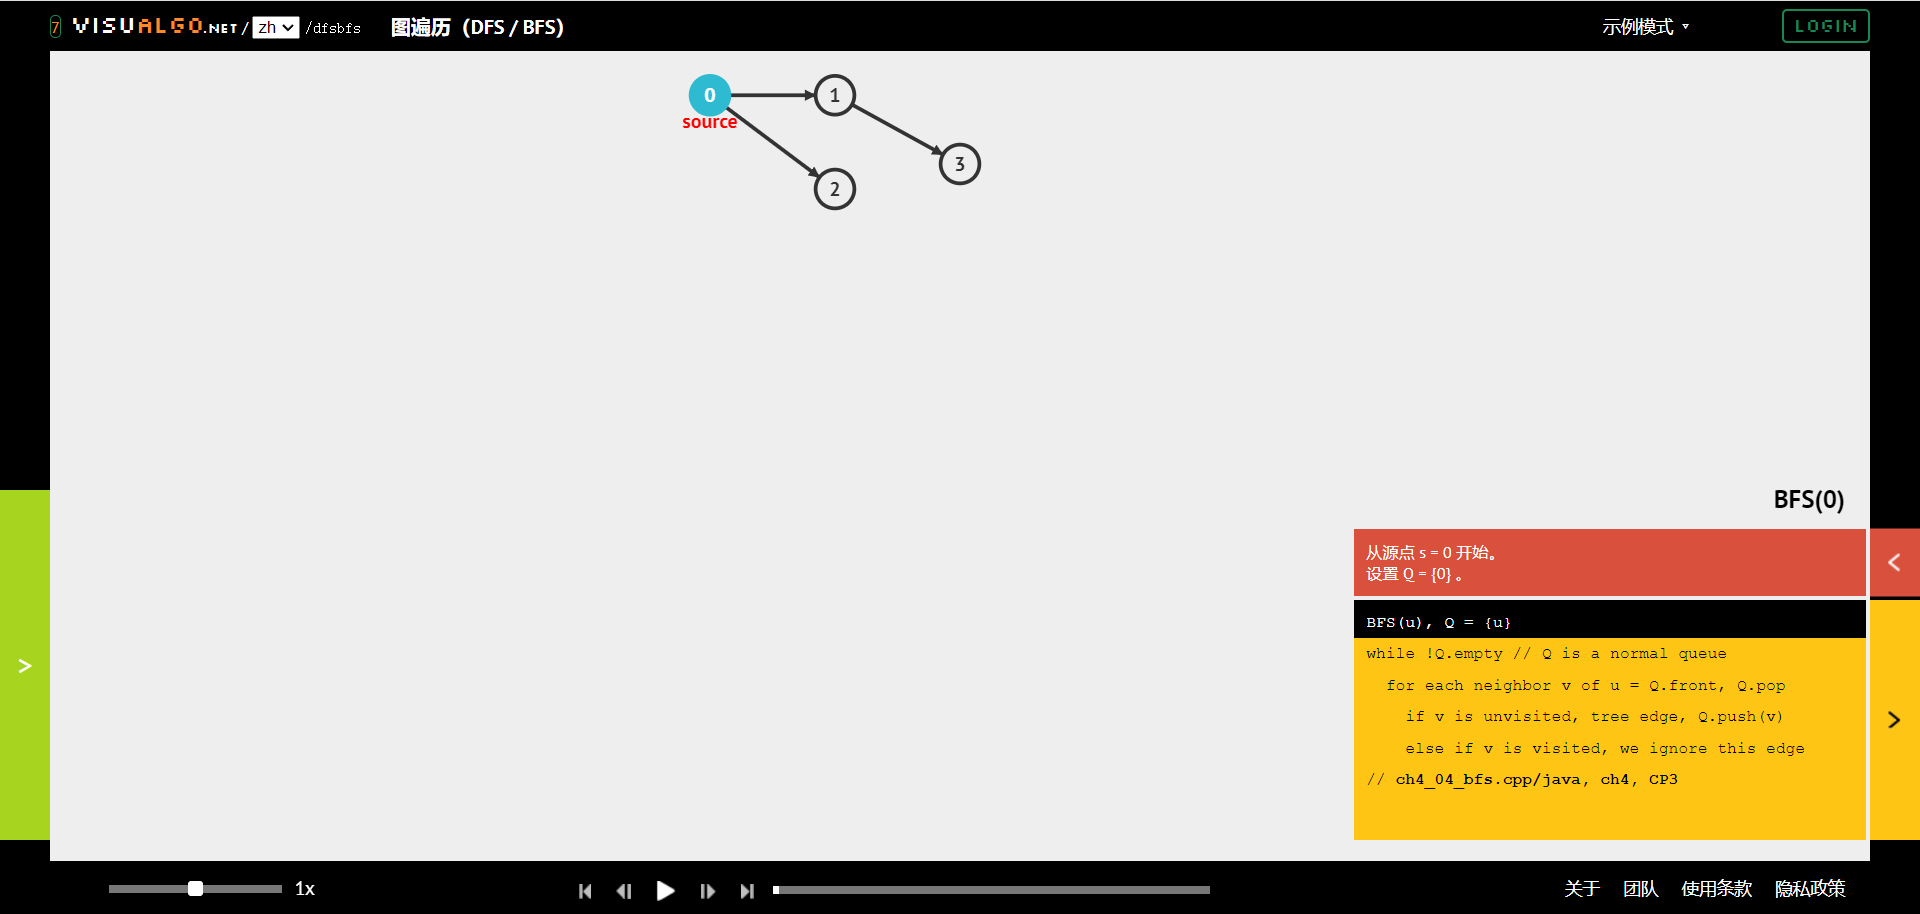 7 VISUALGO.NET / zh /dfsbfs 图遍历（DFS / BFS） 示例模式 ▼ LOGIN
0
1
source
3
2
BFS(0)
从源点 s = 0 开始。
设置 Q = {0} 。
BFS(u), Q = {u}
while !Q.empty // Q is a normal queue
for each neighbor v of u = Q.front, Q.pop
if v is unvisited, tree edge, Q.push(v)
else if v is visited, we ignore this edge
// ch4_04_bfs.cpp/java, ch4, CP3
1x
关于 团队 使用条款 隐私政策